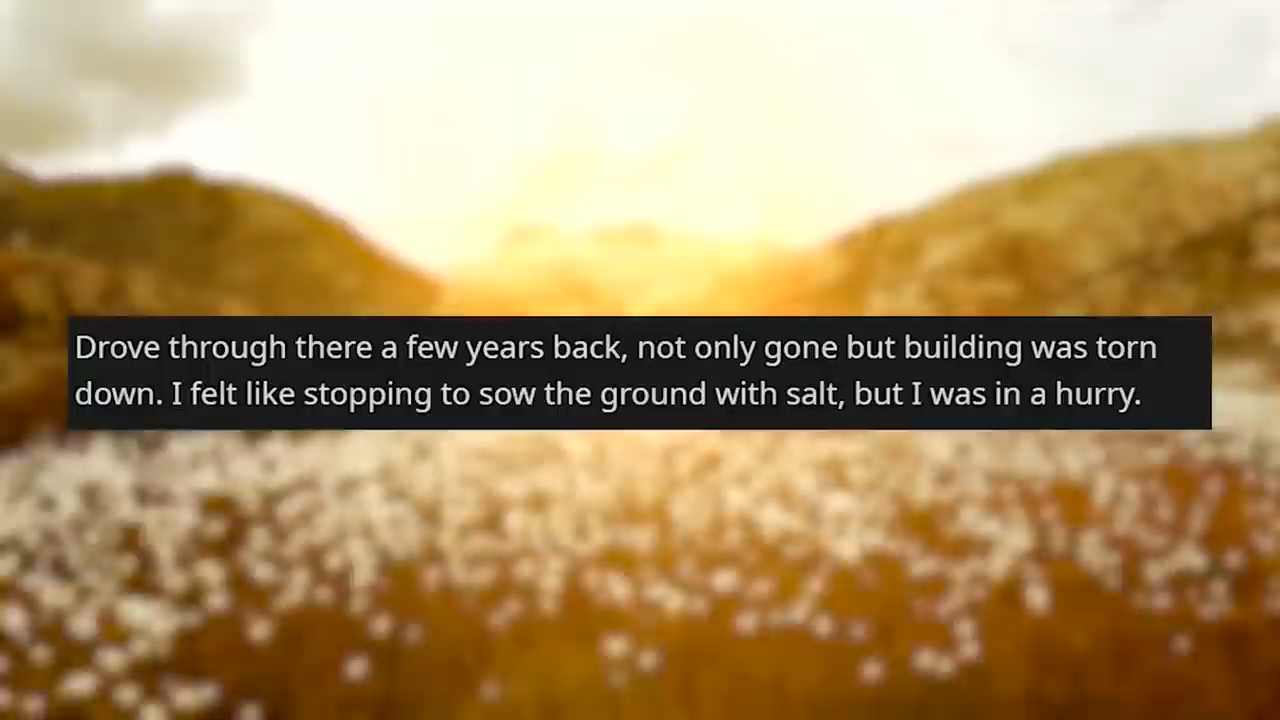 Drove through there a few years back, not only gone but building was torn
down. I felt like stopping to sow the ground with salt, but I was in a hurry.